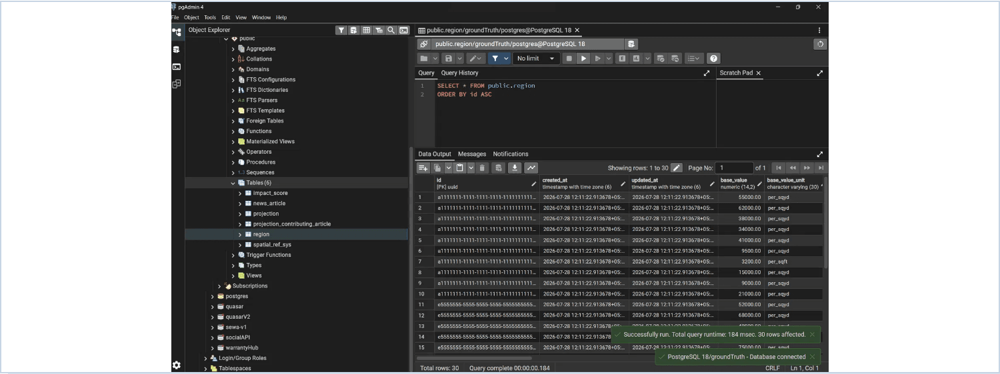 pgAdmin 4
File Object Tools Edit View Window Help
Object Explorer
public
Aggregates
Collations
Domains
FTS Configurations
FTS Dictionaries
Aa FTS Parsers
FTS Templates
Foreign Tables
Functions
Materialized Views
Operators
Procedures
1..3 Sequences
Tables (6)
impact_score
news_article
projection
projection_contributing_article
region
spatial_ref_sys
Trigger Functions
Types
Views
Subscriptions
postgres
quasar
quasarV2
sewa-v1
socialAPI
warrantyHub
Login/Group Roles
Tablespaces
public.region/groundTruth/postgres@PostgreSQL 18
public.region/groundTruth/postgres@PostgreSQL 18
No limit
Query Query History
Scratch Pad
1 SELECT * FROM public.region
2 ORDER BY id ASC
Data Output Messages Notifications
Showing rows: 1 to 30 Page No: 1 of 1
id created_at updated_at base_value base_value_unit
[PK] uuid timestamp with time zone (6) timestamp with time zone (6) numeric (14,2) character varying (30)
1 a1111111-1111-1111-1111-1111111111... 2026-07-28 12:11:22.913678+05:... 2026-07-28 12:11:22.913678+05:... 55000.00 per_sqyd
2 a1111111-1111-1111-1111-1111111111... 2026-07-28 12:11:22.913678+05:... 2026-07-28 12:11:22.913678+05:... 62000.00 per_sqyd
3 a1111111-1111-1111-1111-1111111111... 2026-07-28 12:11:22.913678+05:... 2026-07-28 12:11:22.913678+05:... 38000.00 per_sqyd
4 a1111111-1111-1111-1111-1111111111... 2026-07-28 12:11:22.913678+05:... 2026-07-28 12:11:22.913678+05:... 34000.00 per_sqyd
5 a1111111-1111-1111-1111-1111111111... 2026-07-28 12:11:22.913678+05:... 2026-07-28 12:11:22.913678+05:... 41000.00 per_sqyd
6 a1111111-1111-1111-1111-1111111111... 2026-07-28 12:11:22.913678+05:... 2026-07-28 12:11:22.913678+05:... 9500.00 per_sqyd
7 a1111111-1111-1111-1111-1111111111... 2026-07-28 12:11:22.913678+05:... 2026-07-28 12:11:22.913678+05:... 3200.00 per_sqft
8 a1111111-1111-1111-1111-1111111111... 2026-07-28 12:11:22.913678+05:... 2026-07-28 12:11:22.913678+05:... 15000.00 per_sqyd
9 a1111111-1111-1111-1111-1111111111... 2026-07-28 12:11:22.913678+05:... 2026-07-28 12:11:22.913678+05:... 9000.00 per_sqyd
10 a1111111-1111-1111-1111-1111111111... 2026-07-28 12:11:22.913678+05:... 2026-07-28 12:11:22.913678+05:... 21000.00 per_sqyd
11 e5555555-5555-5555-5555-5555555555... 2026-07-28 12:11:22.913678+05:... 2026-07-28 12:11:22.913678+05:... 52000.00 per_sqyd
12 e5555555-5555-5555-5555-5555555555... 2026-07-28 12:11:22.913678+05:... 2026-07-28 12:11:22.913678+05:... 68000.00 per_sqyd
13 e5555555-5555-5555-5555-5555555555... 2026-07-28 12:11:22.913678+05:...
14 e5555555-5555-5555-5555-5555555555... 2026-07-28 12:11:22.913678
Successfully run. Total query runtime: 184 msec. 30 rows affected.
15 e5555555-5555-5555-5555-5555555555... 2026-07-28 12:11:22.913678+05:... 2026-07-28 12:11:22.913678+05:... 75000.00 per_sqyd
PostgreSQL 18/groundTruth - Database connected
Total rows: 30 Query complete 00:00:00.184 CRLF Ln 1, Col 1